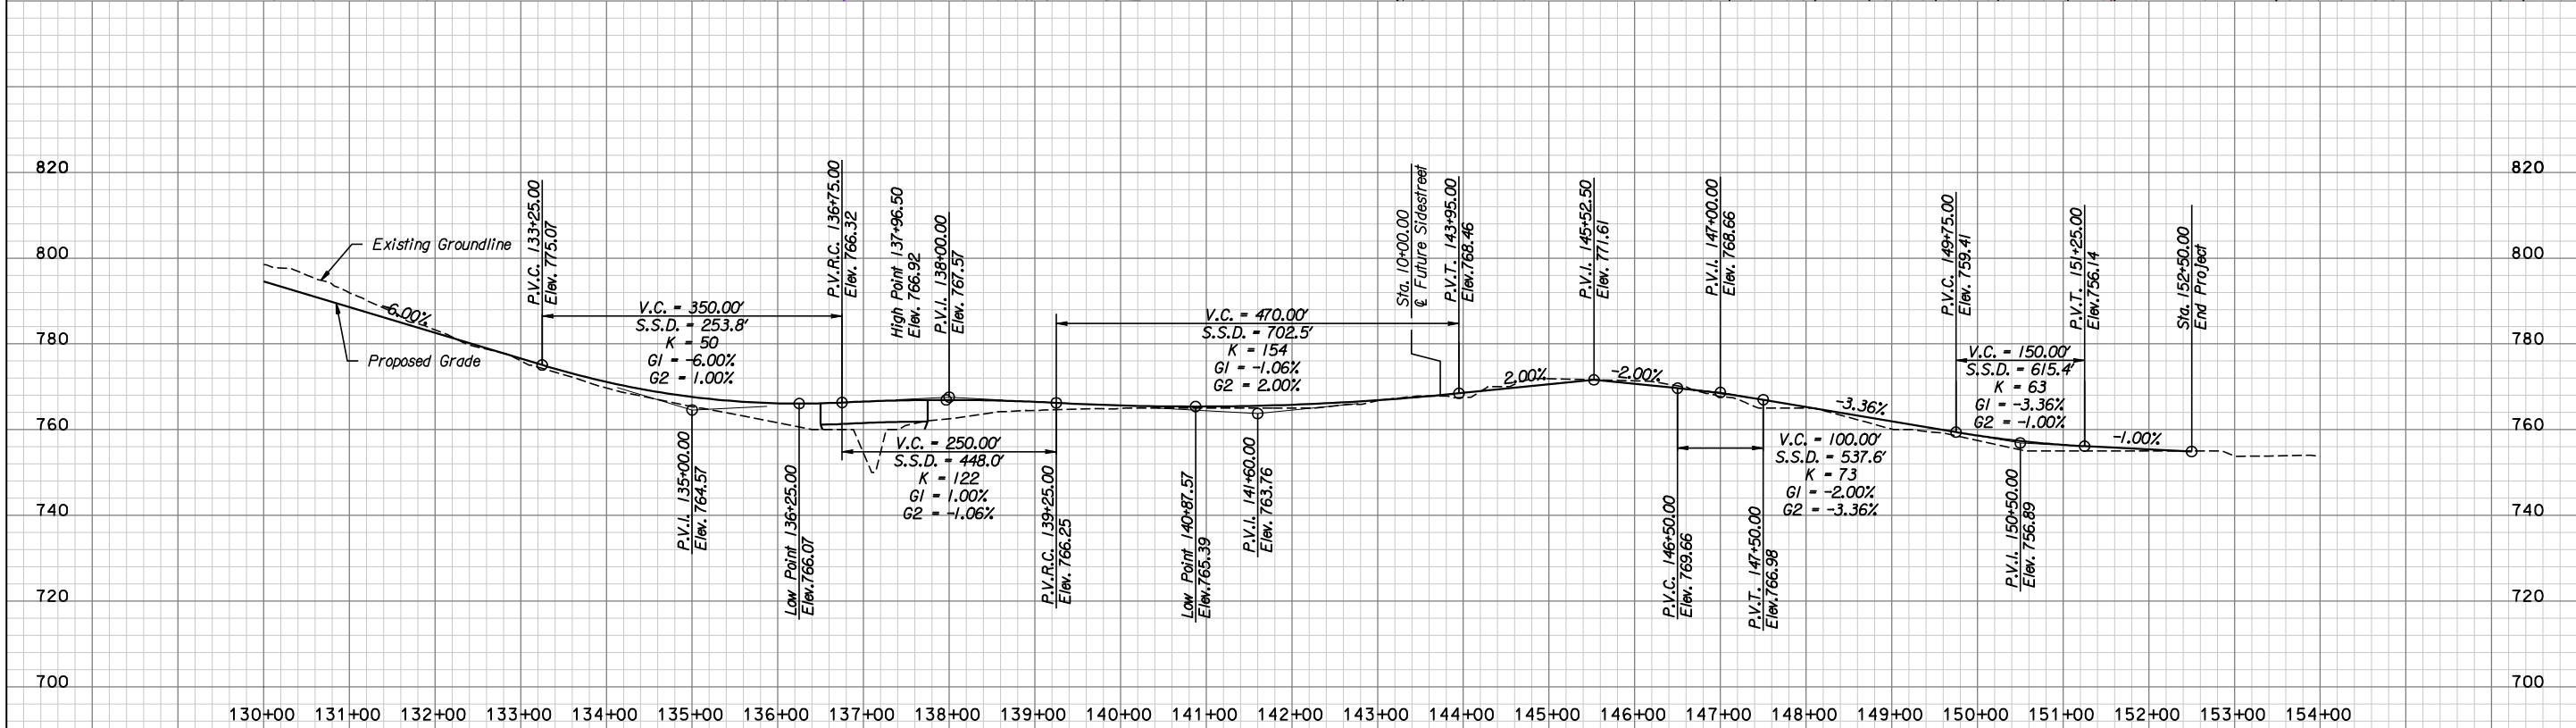 820
800
780
760
740
720
700
Existing Groundline
Proposed Grade
-6.00%
P.V.C. 133+25.00
Elev. 775.07
V.C. = 350.00'
S.S.D. = 253.8'
K = 50
G1 = -6.00%
G2 = 1.00%
P.V.I. 135+00.00
Elev. 764.57
Low Point 136+25.00
Elev.766.07
P.V.R.C. 136+75.00
Elev. 766.32
High Point 137+96.50
Elev. 766.92
P.V.I. 138+00.00
Elev. 767.57
V.C. = 250.00'
S.S.D. = 448.0'
K = 122
G1 = 1.00%
G2 = -1.06%
P.V.R.C. 139+25.00
Elev. 766.25
V.C. = 470.00'
S.S.D. = 702.5'
K = 154
G1 = -1.06%
G2 = 2.00%
Low Point 140+87.57
Elev.765.39
P.V.I. 141+60.00
Elev. 763.76
Sta. 10+00.00
℄ Future Sidestreet
P.V.T. 143+95.00
Elev.768.46
2.00%
P.V.I. 145+52.50
Elev. 771.61
-2.00%
P.V.C. 146+50.00
Elev. 769.66
P.V.I. 147+00.00
Elev. 768.66
P.V.T. 147+50.00
Elev.766.98
V.C. = 100.00'
S.S.D. = 537.6'
K = 73
G1 = -2.00%
G2 = -3.36%
-3.36%
P.V.C. 149+75.00
Elev. 759.41
V.C. = 150.00'
S.S.D. = 615.4'
K = 63
G1 = -3.36%
G2 = -1.00%
P.V.I. 150+50.00
Elev. 756.89
P.V.T. 151+25.00
Elev.756.14
-1.00%
Sta. 152+50.00
End Project
820
800
780
760
740
720
700
130+00 131+00 132+00 133+00 134+00 135+00 136+00 137+00 138+00 139+00 140+00 141+00 142+00 143+00 144+00 145+00 146+00 147+00 148+00 149+00 150+00 151+00 152+00 153+00 154+00